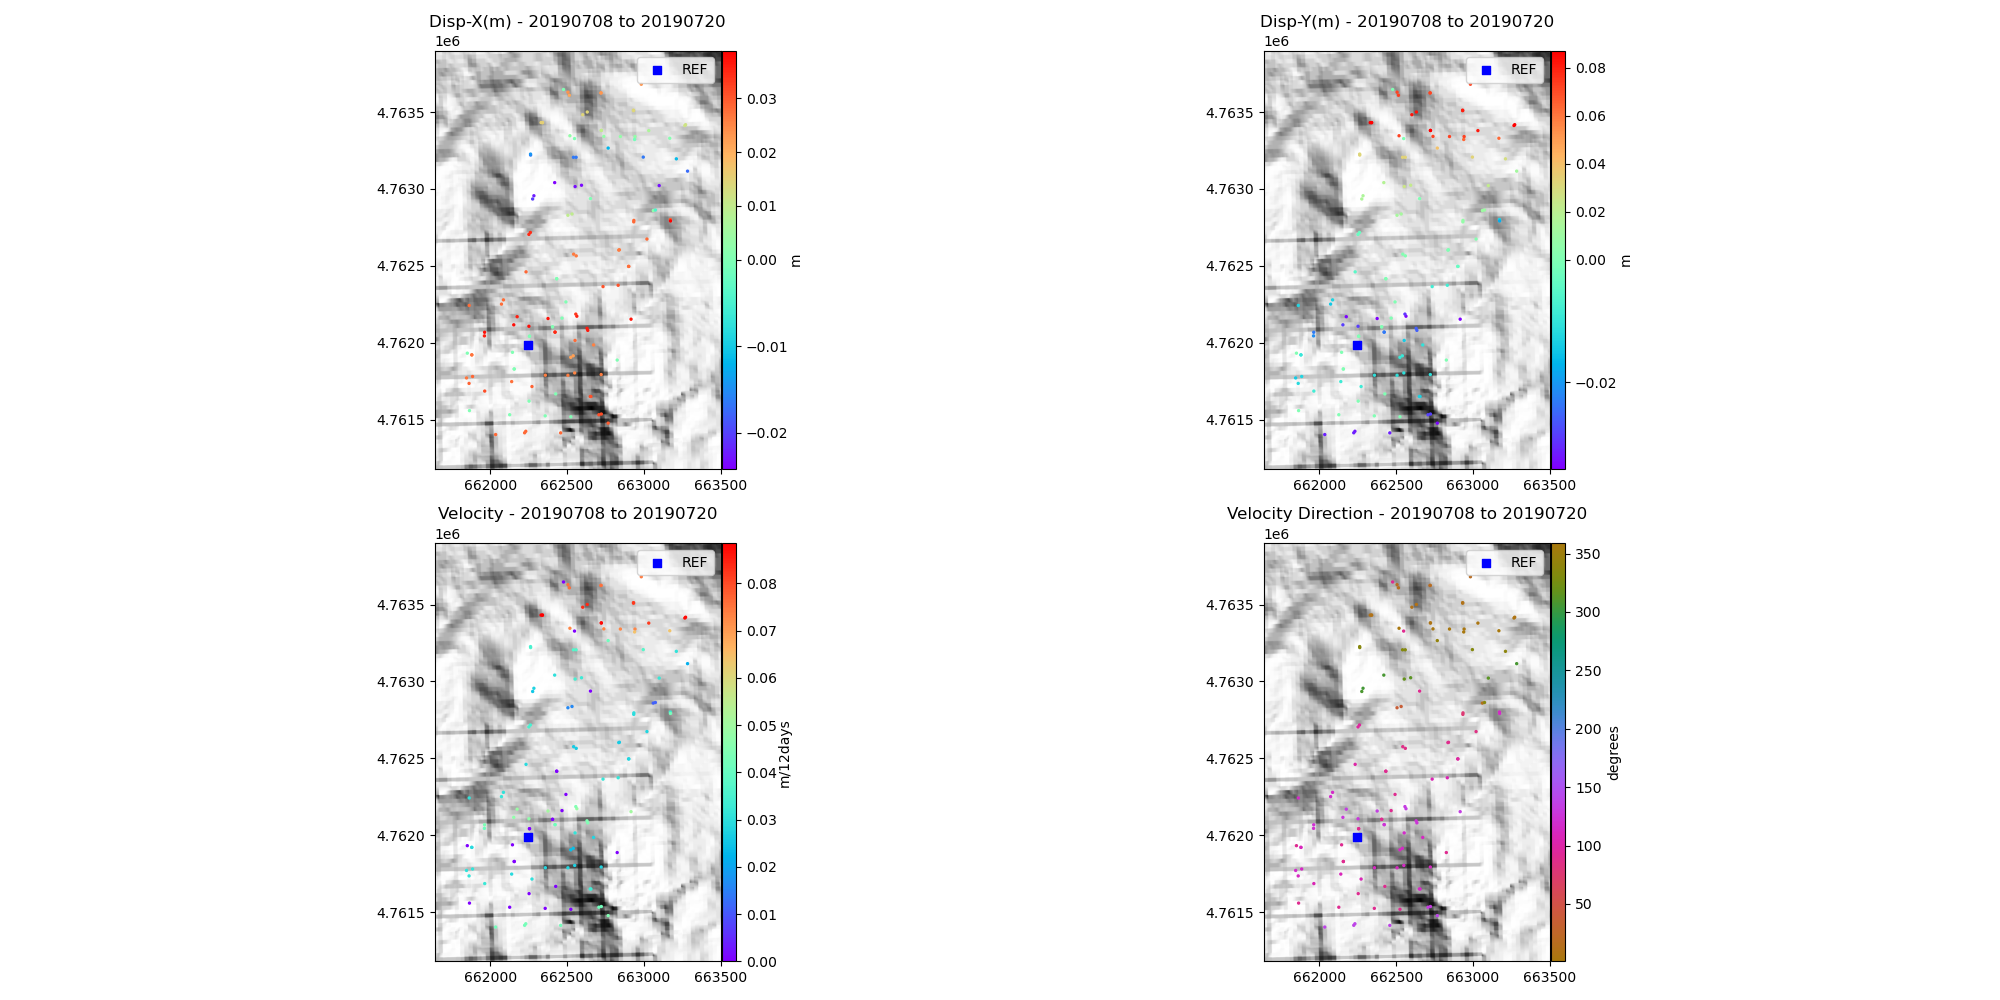 Disp-X(m) - 20190708 to 20190720
1e6
REF
4.7635
4.7630
4.7625
4.7620
4.7615
662000 662500 663000 663500
0.03
0.02
0.01
0.00
−0.01
−0.02
m
Disp-Y(m) - 20190708 to 20190720
1e6
REF
4.7635
4.7630
4.7625
4.7620
4.7615
662000 662500 663000 663500
0.08
0.06
0.04
0.02
0.00
−0.02
m
Velocity - 20190708 to 20190720
1e6
REF
4.7635
4.7630
4.7625
4.7620
4.7615
662000 662500 663000 663500
0.08
0.07
0.06
0.05
0.04
0.03
0.02
0.01
0.00
m/12days
Velocity Direction - 20190708 to 20190720
1e6
REF
4.7635
4.7630
4.7625
4.7620
4.7615
662000 662500 663000 663500
350
300
250
200
150
100
50
degrees